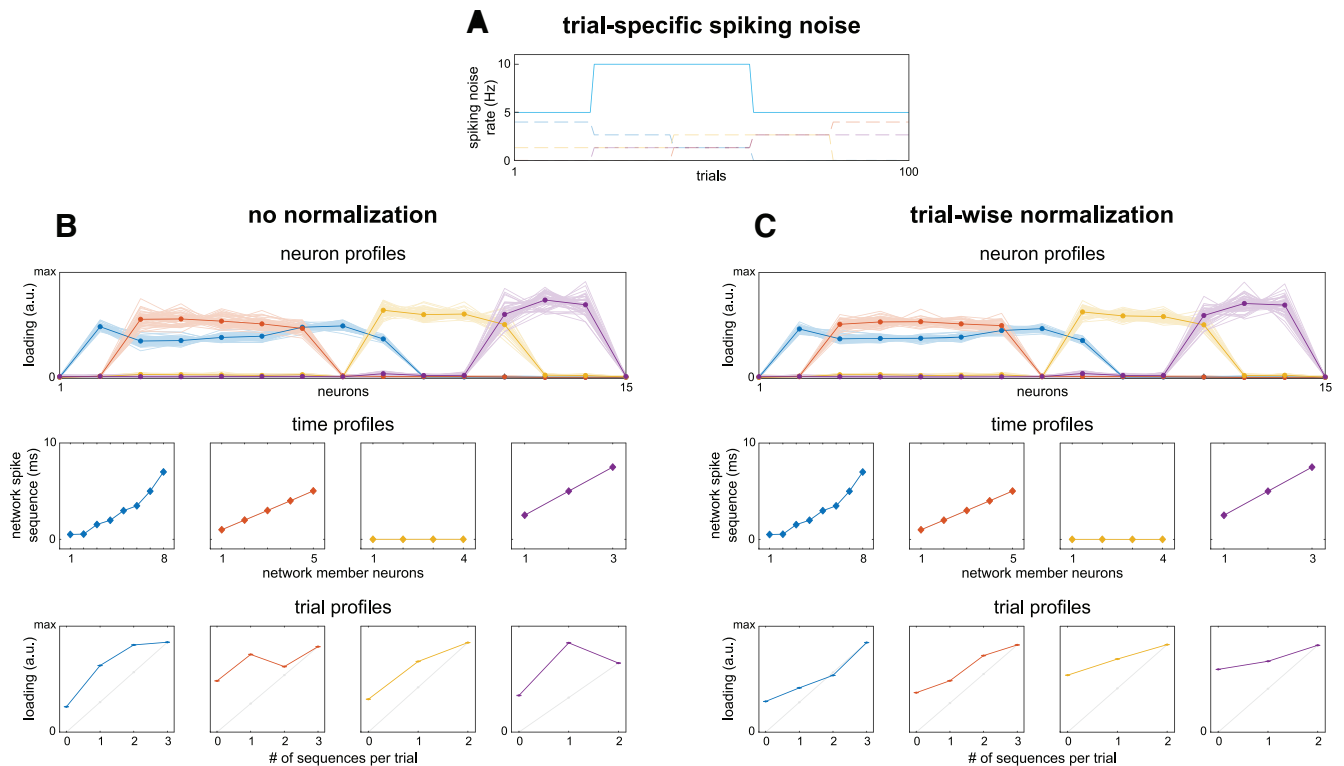 A
trial-specific spiking noise
spiking noise
rate (Hz)
10
5
0
1
trials
100
B
no normalization
neuron profiles
loading (a.u.)
max
0
1
neurons
15
time profiles
network spike
sequence (ms)
10
0
1
8
1
5
1
4
1
3
network member neurons
trial profiles
loading (a.u.)
max
0
0 1 2 3
0 1 2 3
0 1 2
0 1 2
# of sequences per trial
C
trial-wise normalization
neuron profiles
loading (a.u.)
max
0
1
neurons
15
time profiles
network spike
sequence (ms)
10
0
1
8
1
5
1
4
1
3
network member neurons
trial profiles
loading (a.u.)
max
0
0 1 2 3
0 1 2 3
0 1 2
0 1 2
# of sequences per trial